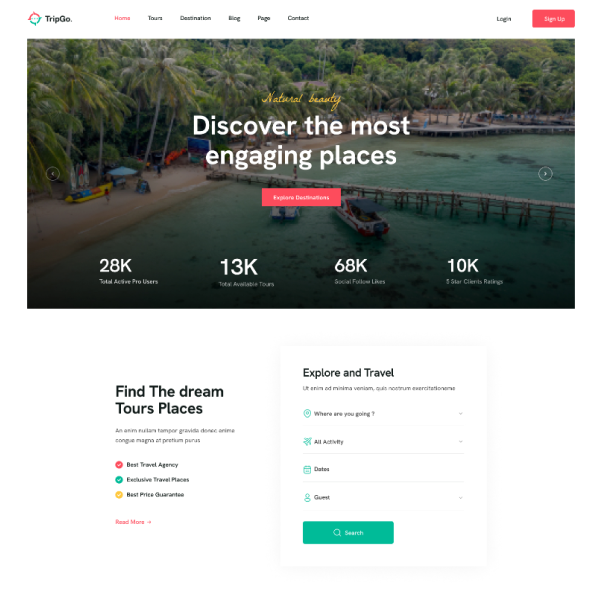 TripGo.
Home Tours Destination Blog Page Contact
Login Sign Up
Natural beauty
Discover the most
engaging places
Explore Destinations
28K
Total Active Pro Users
13K
Total Available Tours
68K
Social Follow Likes
10K
5 Star Clients Ratings
Find The dream
Tours Places
An enim nullam tempor gravida donec enime
congue magna at pretium purus
Best Travel Agency
Exclusive Travel Places
Best Price Guarantee
Read More
Explore and Travel
Ut enim ad minima veniam, quis nostrum exercitationeme
Where are you going ?
All Activity
Dates
Guest
Search